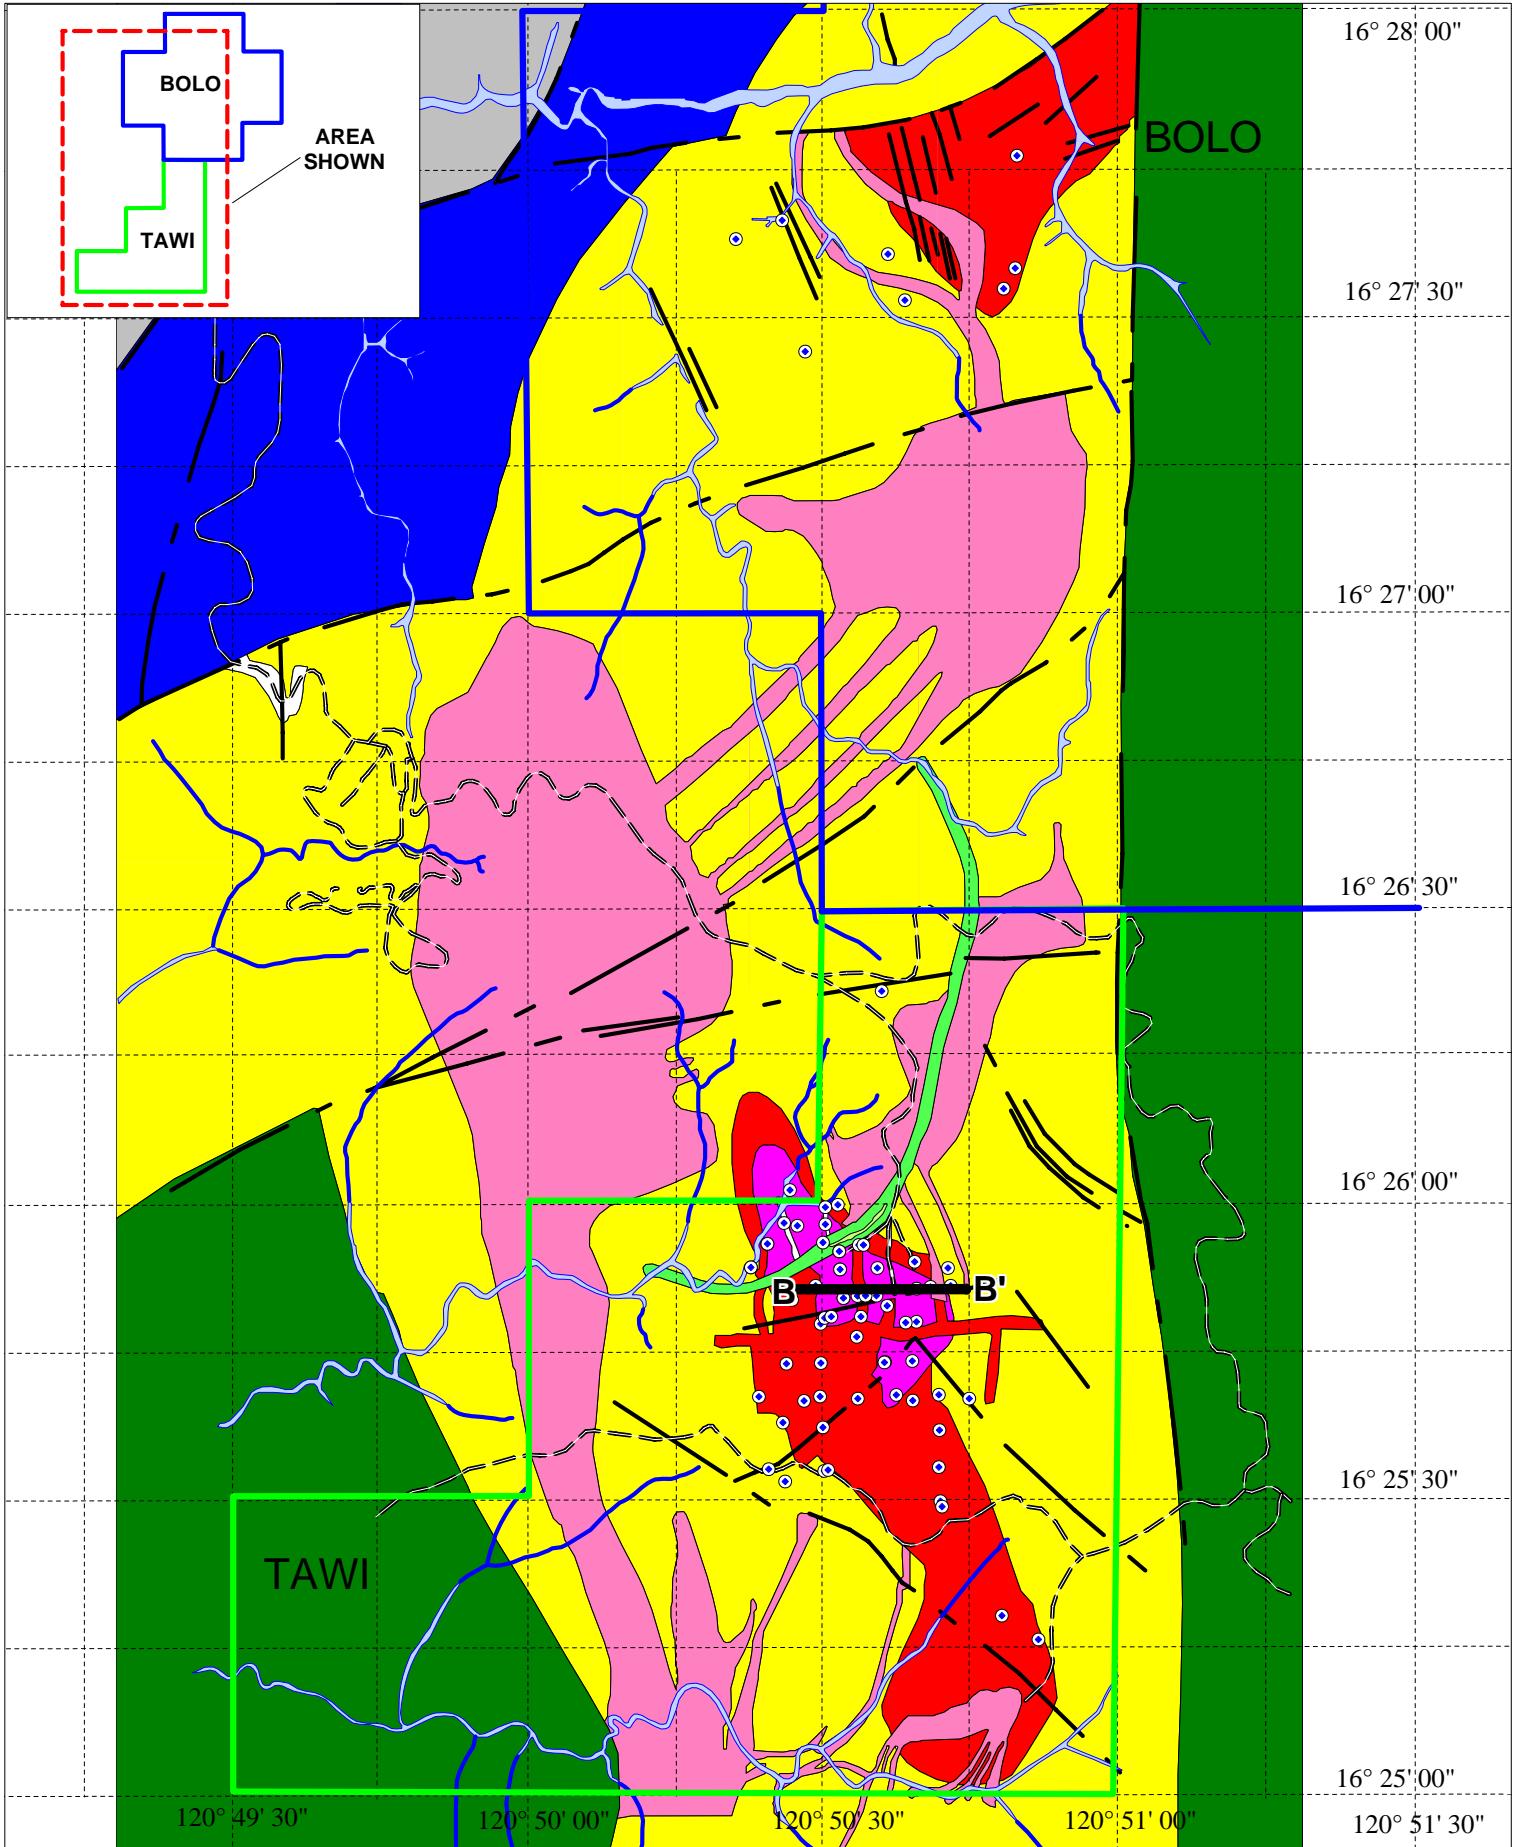 BOLO
AREA
SHOWN
TAWI
BOLO
16° 28' 00"
16° 27' 30"
16° 27' 00"
16° 26' 30"
16° 26' 00"
B
B'
16° 25' 30"
TAWI
16° 25' 00"
120° 49' 30"
120° 50' 00"
120° 50' 30"
120° 51' 00"
120° 51' 30"